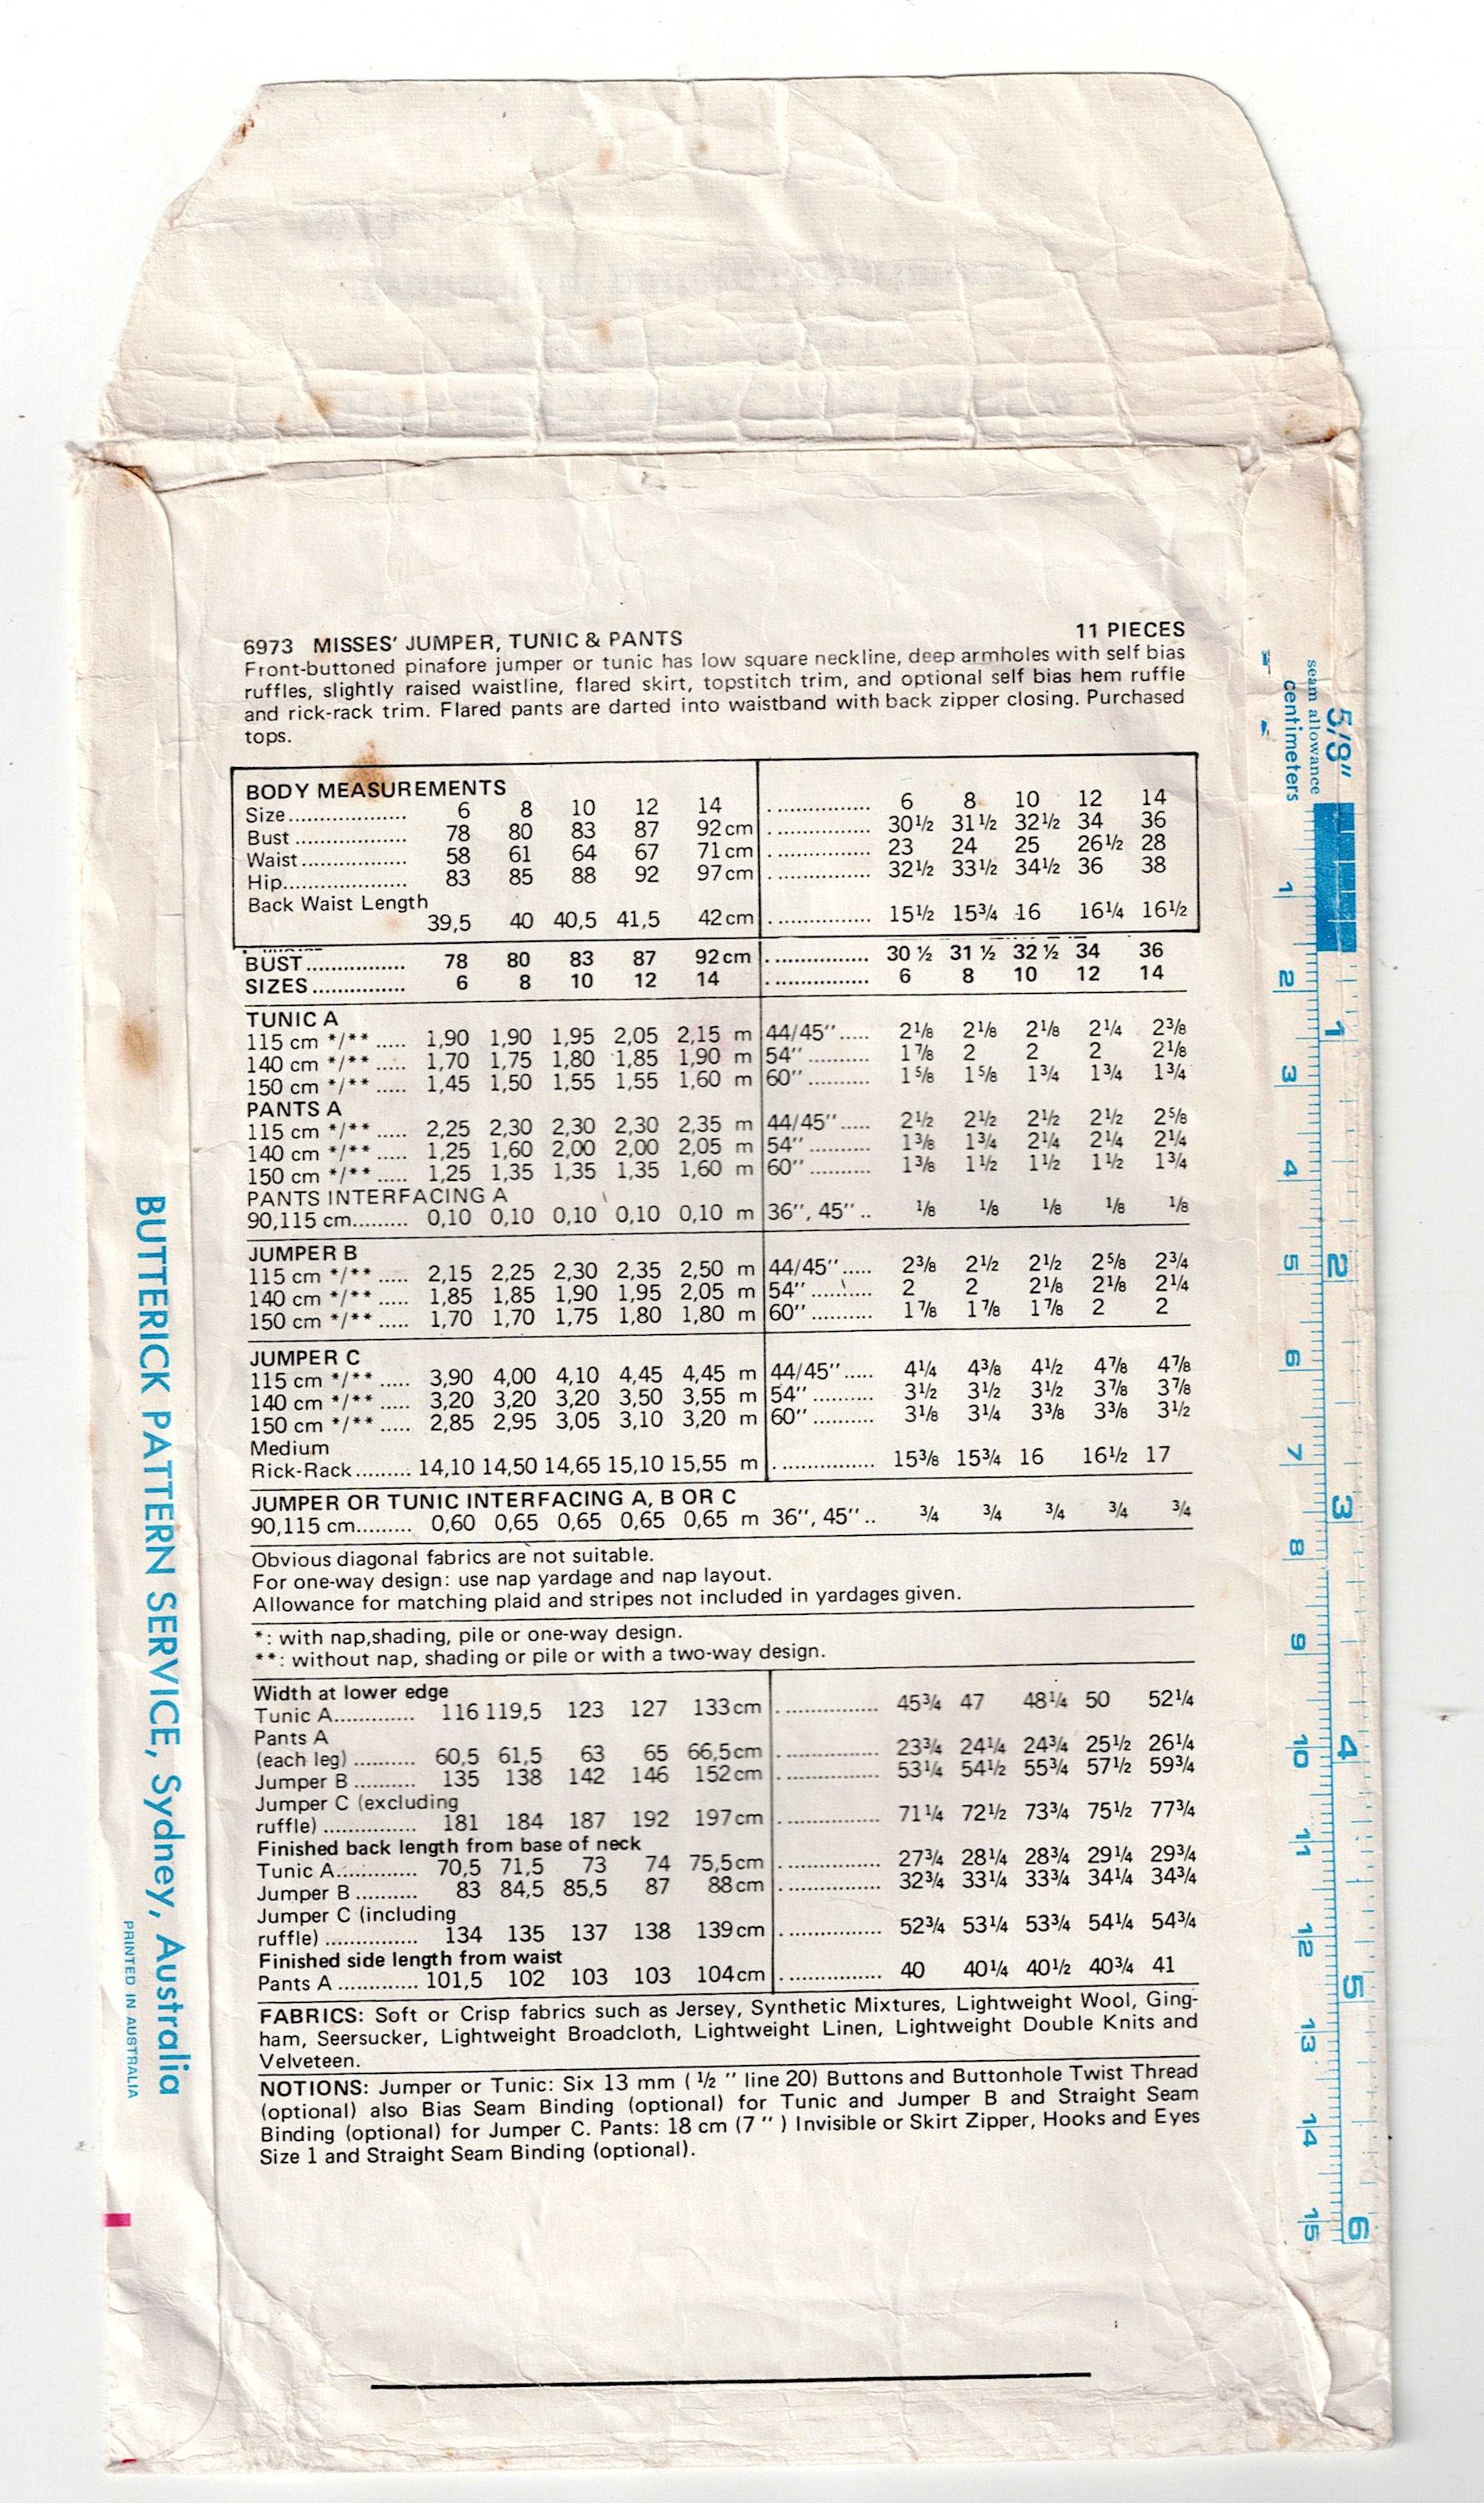 6973 MISSES' JUMPER, TUNIC & PANTS 11 PIECES
Front-buttoned pinafore jumper or tunic has low square neckline, deep armholes with self bias
ruffles, slightly raised waistline, flared skirt, topstitch trim, and optional self bias hem ruffle
and rick-rack trim. Flared pants are darted into waistband with back zipper closing. Purchased
tops.
BODY MEASUREMENTS
Size................... 6 8 10 12 14 ................ 6 8 10 12 14
Bust .................. 78 80 83 87 92cm ................ 30½ 31½ 32½ 34 36
Waist.................. 58 61 64 67 71cm ................ 23 24 25 26½ 28
Hip..................... 83 85 88 92 97cm ................ 32½ 33½ 34½ 36 38
Back Waist Length
39,5 40 40,5 41,5 42cm ................ 15½ 15¾ 16 16¼ 16½
BUST................ 78 80 83 87 92cm ................ 30 ½ 31 ½ 32 ½ 34 36
SIZES ............... 6 8 10 12 14 ................ 6 8 10 12 14
TUNIC A
115 cm */** ..... 1,90 1,90 1,95 2,05 2,15 m 44/45''..... 2⅛ 2⅛ 2⅛ 2¼ 2⅜
140 cm */** ..... 1,70 1,75 1,80 1,85 1,90 m 54'' .......... 1⅞ 2 2 2 2⅛
150 cm */** ..... 1,45 1,50 1,55 1,55 1,60 m 60'' .......... 1⅝ 1⅝ 1¾ 1¾ 1¾
PANTS A
115 cm */** ..... 2,25 2,30 2,30 2,30 2,35 m 44/45''..... 2½ 2½ 2½ 2½ 2⅝
140 cm */** ..... 1,25 1,60 2,00 2,00 2,05 m 54'' .......... 1⅜ 1¾ 2¼ 2¼ 2¼
150 cm */** ..... 1,25 1,35 1,35 1,35 1,60 m 60'' .......... 1⅜ 1½ 1½ 1½ 1¾
PANTS INTERFACING A
90,115 cm......... 0,10 0,10 0,10 0,10 0,10 m 36'', 45'' .. ⅛ ⅛ ⅛ ⅛ ⅛
JUMPER B
115 cm */** ..... 2,15 2,25 2,30 2,35 2,50 m 44/45''..... 2⅜ 2½ 2½ 2⅝ 2¾
140 cm */** ..... 1,85 1,85 1,90 1,95 2,05 m 54'' .......... 2 2 2⅛ 2⅛ 2¼
150 cm */** ..... 1,70 1,70 1,75 1,80 1,80 m 60'' .......... 1⅞ 1⅞ 1⅞ 2 2
JUMPER C
115 cm */** ..... 3,90 4,00 4,10 4,45 4,45 m 44/45''..... 4¼ 4⅜ 4½ 4⅞ 4⅞
140 cm */** ..... 3,20 3,20 3,20 3,50 3,55 m 54'' .......... 3½ 3½ 3½ 3⅞ 3⅞
150 cm */** ..... 2,85 2,95 3,05 3,10 3,20 m 60'' .......... 3⅛ 3¼ 3⅜ 3⅜ 3½
Medium
Rick-Rack......... 14,10 14,50 14,65 15,10 15,55 m ................ 15⅜ 15¾ 16 16½ 17
JUMPER OR TUNIC INTERFACING A, B OR C
90,115 cm......... 0,60 0,65 0,65 0,65 0,65 m 36'', 45'' .. ¾ ¾ ¾ ¾ ¾
Obvious diagonal fabrics are not suitable.
For one-way design: use nap yardage and nap layout.
Allowance for matching plaid and stripes not included in yardages given.
*: with nap,shading, pile or one-way design.
**: without nap, shading or pile or with a two-way design.
Width at lower edge
Tunic A............. 116 119,5 123 127 133cm ................ 45¾ 47 48¼ 50 52¼
Pants A
(each leg) .......... 60,5 61,5 63 65 66,5cm ................ 23¾ 24¼ 24¾ 25½ 26¼
Jumper B .......... 135 138 142 146 152cm ................ 53¼ 54½ 55¾ 57½ 59¾
Jumper C (excluding
ruffle) ............... 181 184 187 192 197cm ................ 71¼ 72½ 73¾ 75½ 77¾
Finished back length from base of neck
Tunic A............. 70,5 71,5 73 74 75,5cm ................ 27¾ 28¼ 28¾ 29¼ 29¾
Jumper B .......... 83 84,5 85,5 87 88cm ................ 32¾ 33¼ 33¾ 34¼ 34¾
Jumper C (including
ruffle) ............... 134 135 137 138 139cm ................ 52¾ 53¼ 53¾ 54¼ 54¾
Finished side length from waist
Pants A ............. 101,5 102 103 103 104cm ................ 40 40¼ 40½ 40¾ 41
FABRICS: Soft or Crisp fabrics such as Jersey, Synthetic Mixtures, Lightweight Wool, Ging-
ham, Seersucker, Lightweight Broadcloth, Lightweight Linen, Lightweight Double Knits and
Velveteen.
NOTIONS: Jumper or Tunic: Six 13 mm ( ½ '' line 20) Buttons and Buttonhole Twist Thread
(optional) also Bias Seam Binding (optional) for Tunic and Jumper B and Straight Seam
Binding (optional) for Jumper C. Pants: 18 cm (7 '' ) Invisible or Skirt Zipper, Hooks and Eyes
Size 1 and Straight Seam Binding (optional).
BUTTERICK PATTERN SERVICE, Sydney, Australia
PRINTED IN AUSTRALIA
5/8''
seam allowance
centimeters
1 2 3 4 5 6 7 8 9 10 11 12 13 14 15
1 2 3 4 5 6